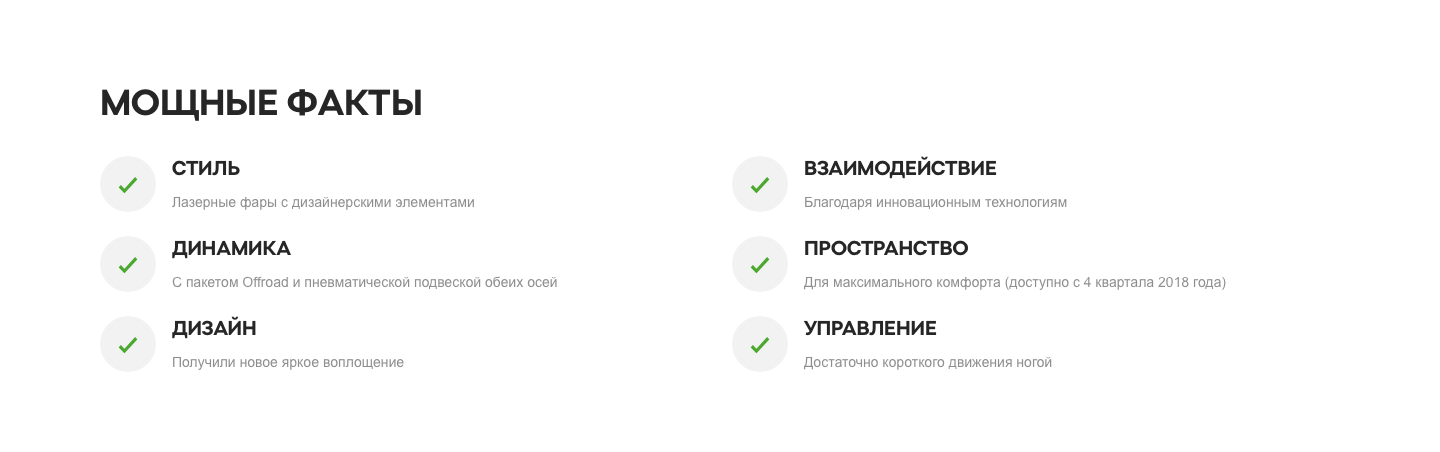 МОЩНЫЕ ФАКТЫ
СТИЛЬ
Лазерные фары с дизайнерскими элементами
ДИНАМИКА
С пакетом Offroad и пневматической подвеской обеих осей
ДИЗАЙН
Получили новое яркое воплощение
ВЗАИМОДЕЙСТВИЕ
Благодаря инновационным технологиям
ПРОСТРАНСТВО
Для максимального комфорта (доступно с 4 квартала 2018 года)
УПРАВЛЕНИЕ
Достаточно короткого движения ногой